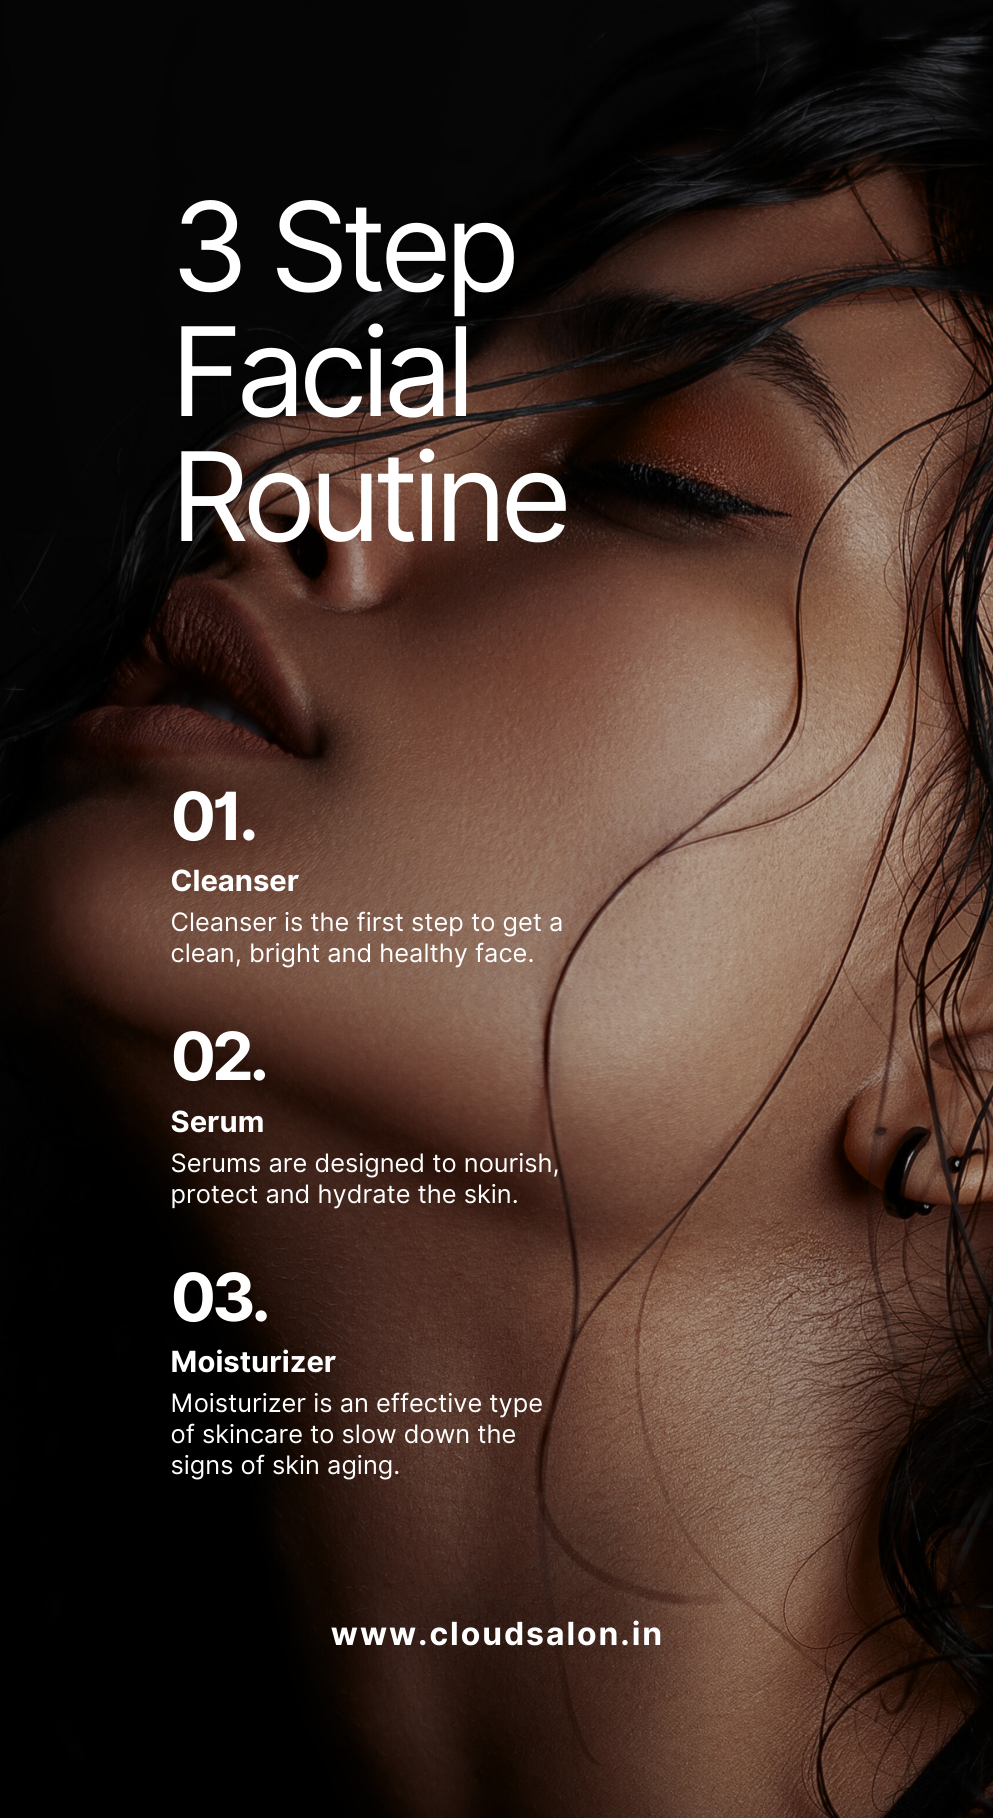 3 Step
Facial
Routine
01.
Cleanser
Cleanser is the first step to get a
clean, bright and healthy face.
02.
Serum
Serums are designed to nourish,
protect and hydrate the skin.
03.
Moisturizer
Moisturizer is an effective type
of skincare to slow down the
signs of skin aging.
www.cloudsalon.in